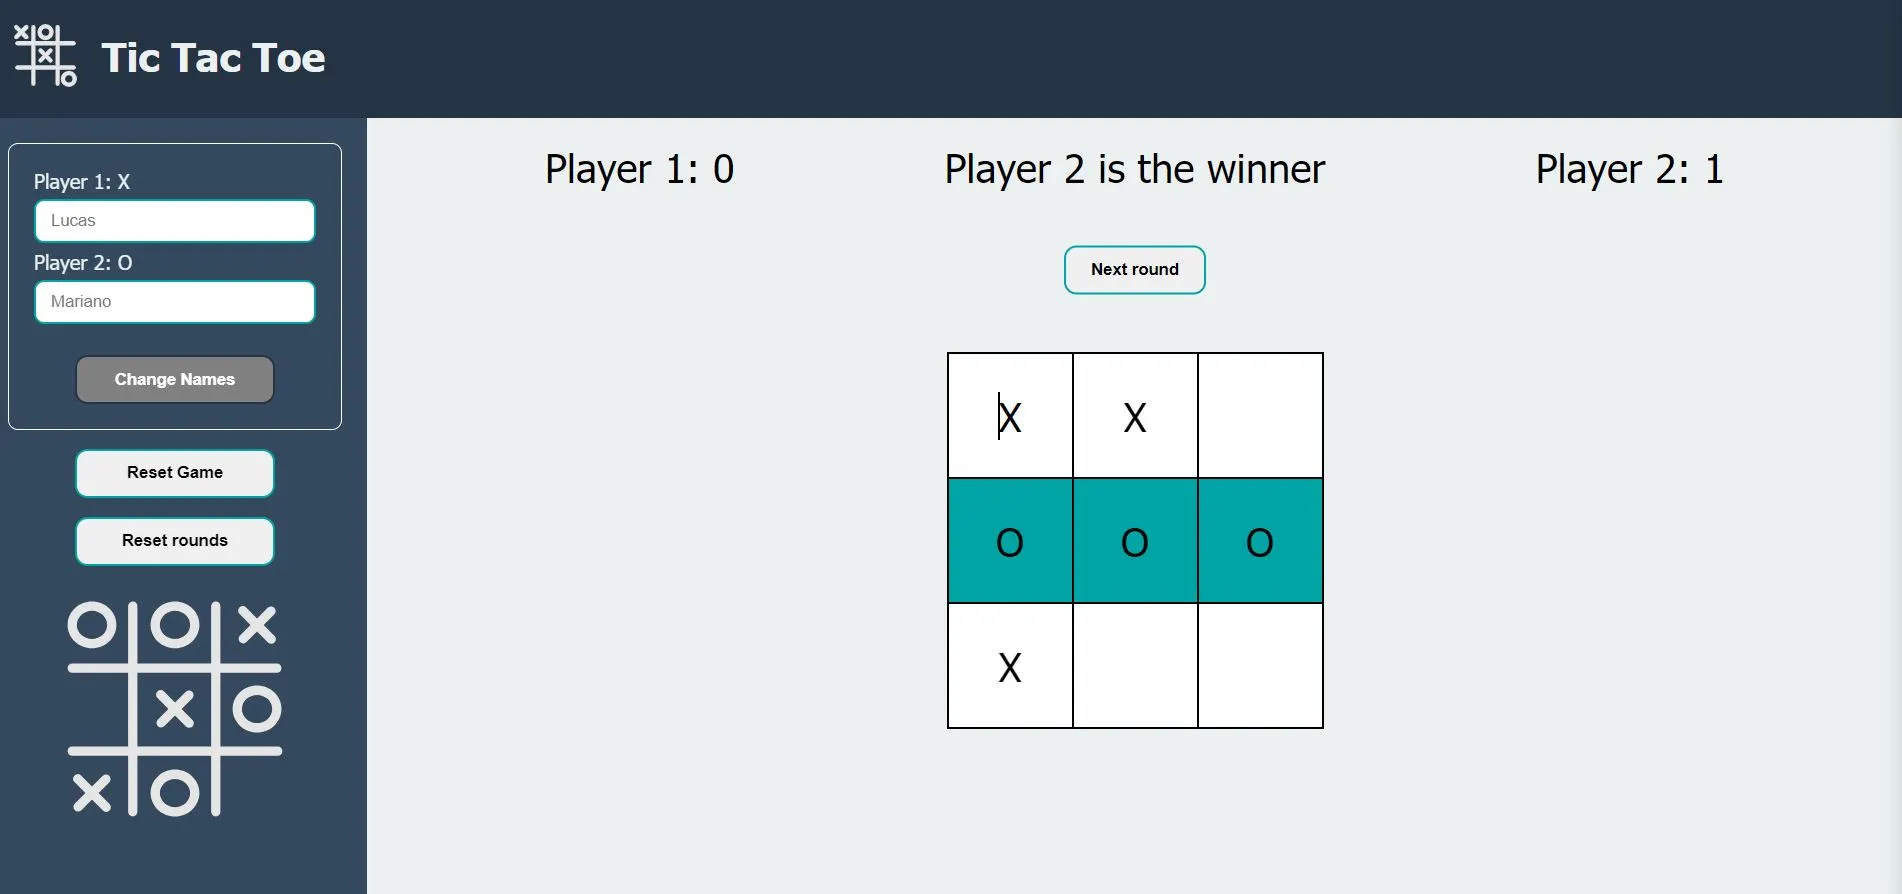 Tic Tac Toe
Player 1: X
Lucas
Player 2: O
Mariano
Change Names
Reset Game
Reset rounds
Player 1: 0
Player 2 is the winner
Player 2: 1
Next round
X X
O O O
X